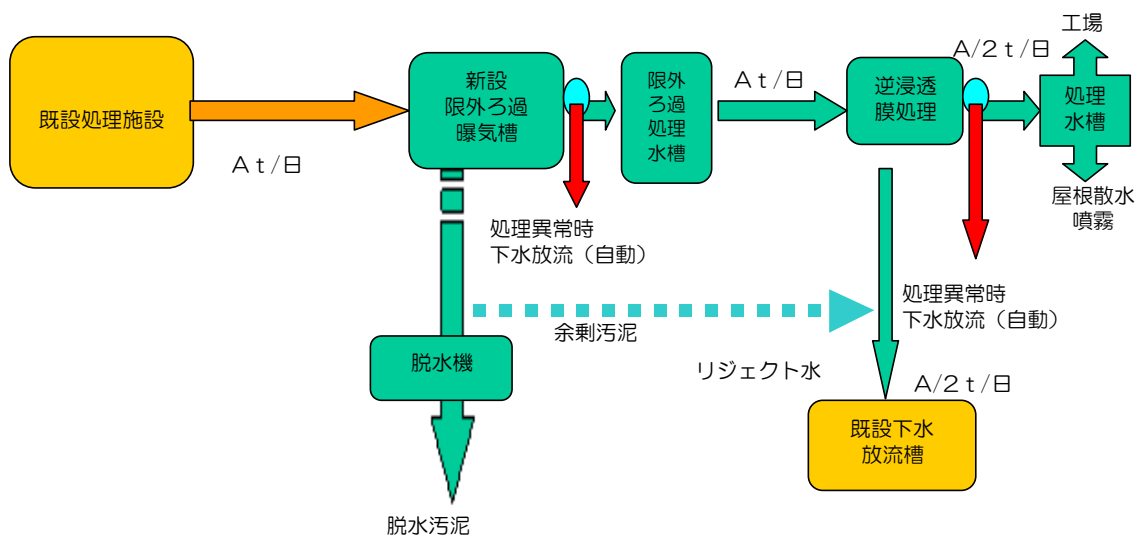 既設処理施設
Ａｔ/日
新設
限外ろ過
曝気槽
限外
ろ過
処理
水槽
Ａｔ/日
逆浸透
膜処理
Ａ/2ｔ/日
工場
処理
水槽
屋根散水
噴霧
処理異常時
下水放流（自動）
処理異常時
下水放流（自動）
余剰汚泥
脱水機
脱水汚泥
リジェクト水
Ａ/2ｔ/日
既設下水
放流槽